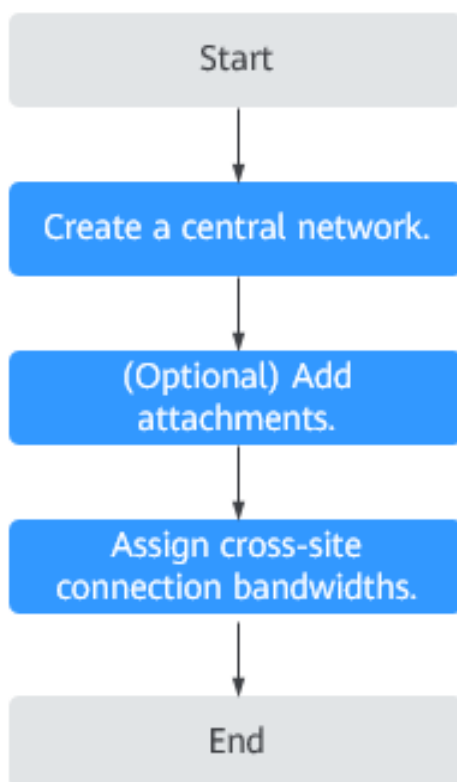 Start
Create a central network.
(Optional) Add
attachments.
Assign cross-site
connection bandwidths.
End